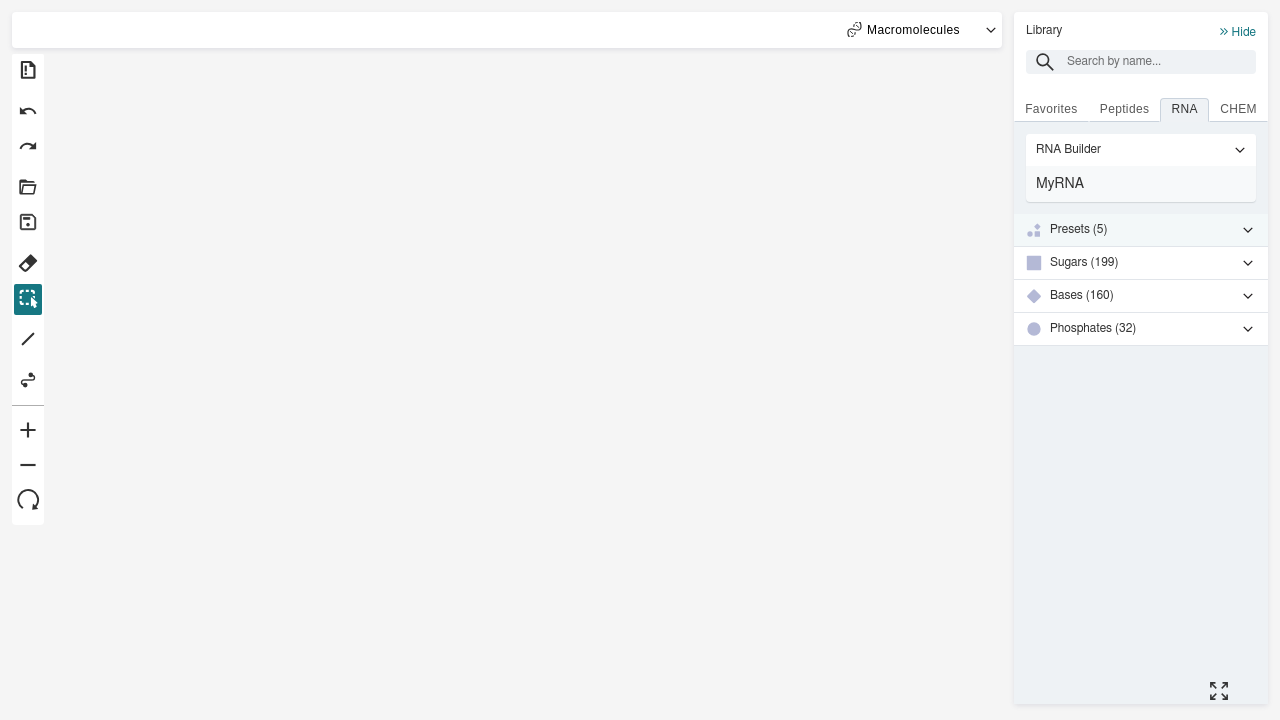 Macromolecules
Library
Hide
Search by name...
Favorites
Peptides
RNA
CHEM
RNA Builder
MyRNA
Presets (5)
Sugars (199)
Bases (160)
Phosphates (32)